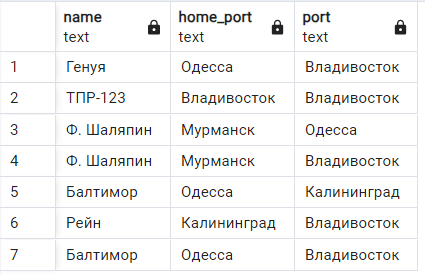 name home_port port
text text text
1 Генуя Одесса Владивосток
2 ТПР-123 Владивосток Владивосток
3 Ф. Шаляпин Мурманск Одесса
4 Ф. Шаляпин Мурманск Владивосток
5 Балтимор Одесса Калининград
6 Рейн Калининград Владивосток
7 Балтимор Одесса Владивосток